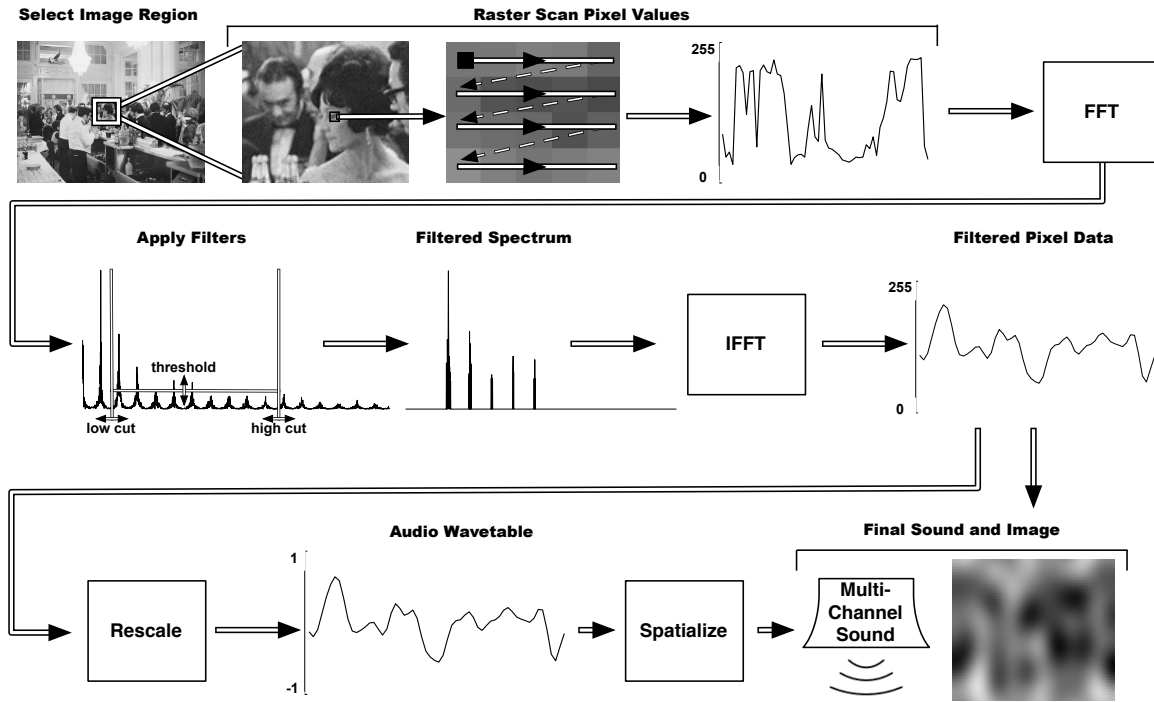 Select Image Region
Raster Scan Pixel Values
255
0
FFT
Apply Filters
Filtered Spectrum
Filtered Pixel Data
threshold
low cut
high cut
IFFT
255
0
Audio Wavetable
Final Sound and Image
Rescale
1
-1
Spatialize
Multi-
Channel
Sound